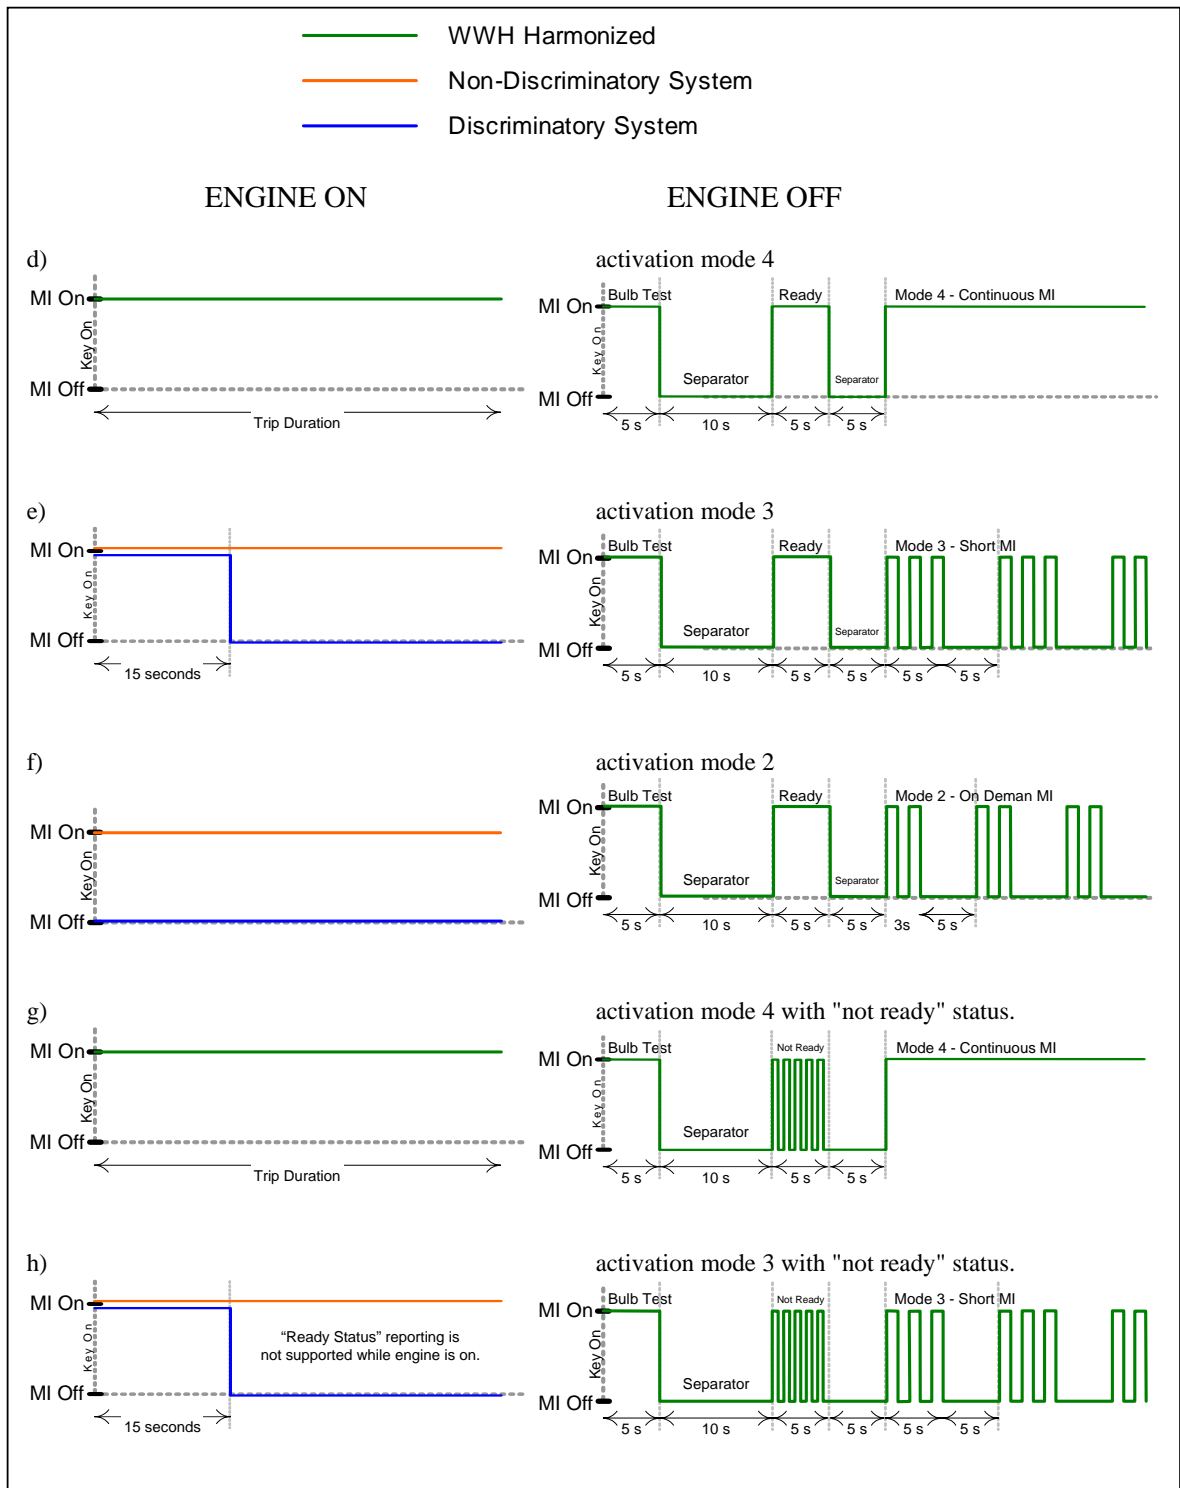 WWH Harmonized
Non-Discriminatory System
Discriminatory System
ENGINE ON
ENGINE OFF
d)
MI On
Key On
MI Off
Trip Duration
activation mode 4
Bulb Test
Ready
Mode 4 - Continuous MI
MI On
Key On
Separator
Separator
MI Off
5 s
10 s
5 s
5 s
e)
MI On
Key On
MI Off
15 seconds
activation mode 3
Bulb Test
Ready
Mode 3 - Short MI
MI On
Key On
Separator
Separator
MI Off
5 s
10 s
5 s
5 s
5 s
5 s
f)
MI On
Key On
MI Off
activation mode 2
Bulb Test
Ready
Mode 2 - On Deman MI
MI On
Key On
Separator
Separator
MI Off
5 s
10 s
5 s
5 s
3s
5 s
g)
MI On
Key On
MI Off
Trip Duration
activation mode 4 with "not ready" status.
Bulb Test
Not Ready
Mode 4 - Continuous MI
MI On
Key On
Separator
MI Off
5 s
10 s
5 s
5 s
h)
MI On
Key On
MI Off
“Ready Status” reporting is
not supported while engine is on.
15 seconds
activation mode 3 with "not ready" status.
Bulb Test
Not Ready
Mode 3 - Short MI
MI On
Key On
Separator
MI Off
5 s
10 s
5 s
5 s
5 s
5 s